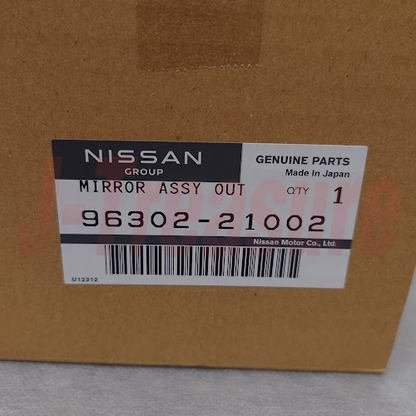 NISSAN
GROUP
GENUINE PARTS
Made In Japan
MIRROR ASSY OUT
QTY 1
96302-21002
Nissan Motor Co., Ltd.
U12312
J-Treasure